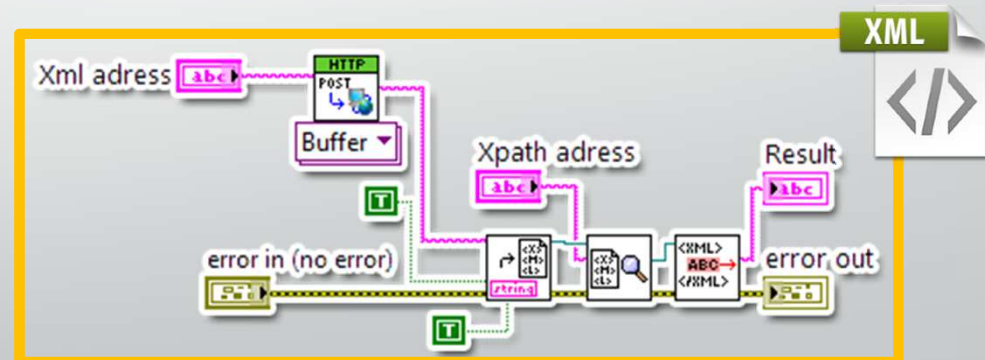 XML
</>
Xml adress
abc
HTTP
POST
Buffer
Xpath adress
abc
Result
abc
T
error in (no error)
<X>
<M>
<L>
string
<X>
<M>
<L>
<XML>
ABC
</XML>
error out
T